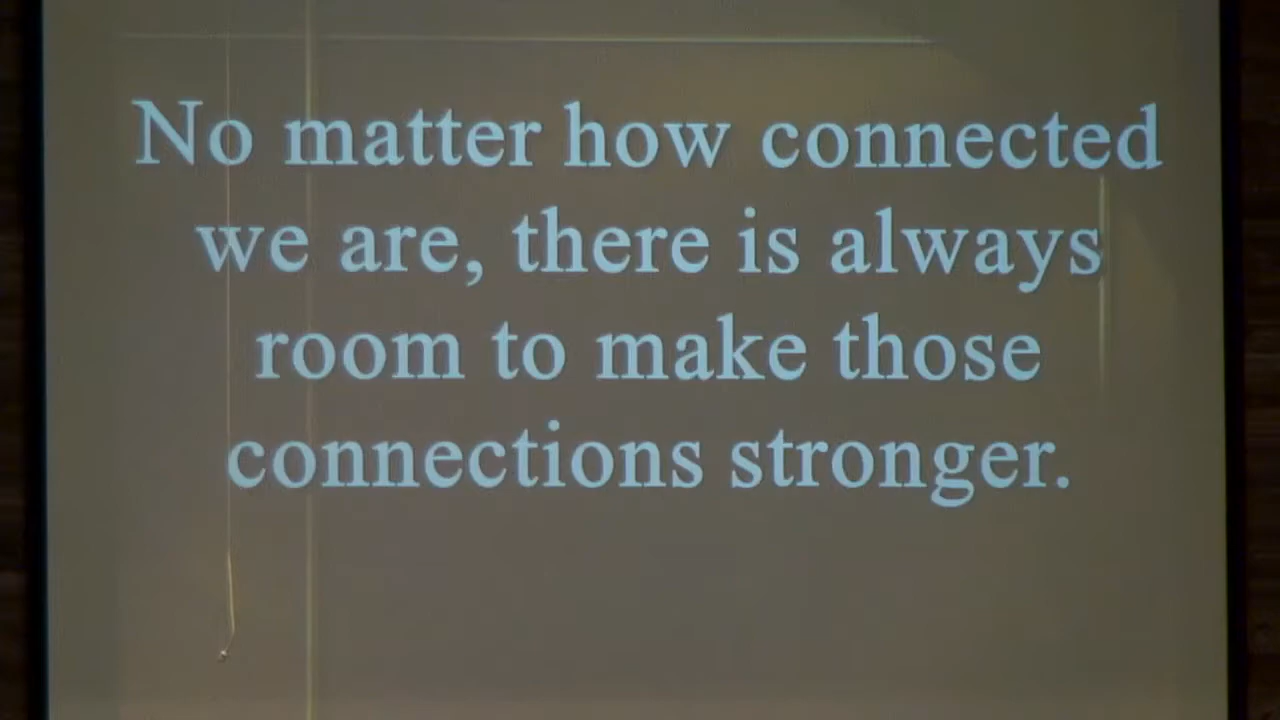 No matter how connected
we are, there is always
room to make those
connections stronger.